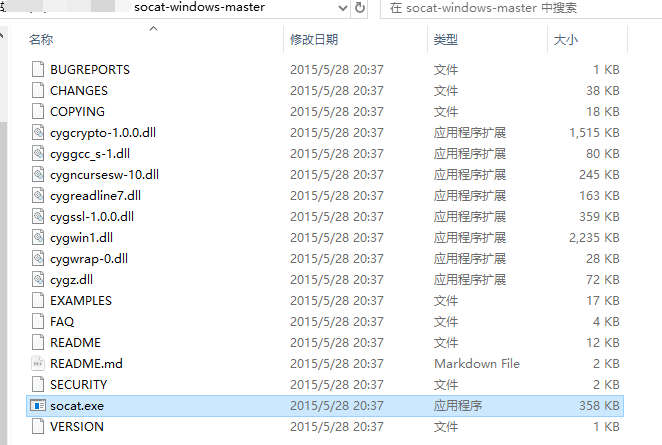 socat-windows-master
在 socat-windows-master 中搜索
名称 修改日期 类型 大小
BUGREPORTS 2015/5/28 20:37 文件 1 KB
CHANGES 2015/5/28 20:37 文件 38 KB
COPYING 2015/5/28 20:37 文件 18 KB
cygcrypto-1.0.0.dll 2015/5/28 20:37 应用程序扩展 1,515 KB
cyggcc_s-1.dll 2015/5/28 20:37 应用程序扩展 80 KB
cygncursesw-10.dll 2015/5/28 20:37 应用程序扩展 245 KB
cygreadline7.dll 2015/5/28 20:37 应用程序扩展 163 KB
cygssl-1.0.0.dll 2015/5/28 20:37 应用程序扩展 359 KB
cygwin1.dll 2015/5/28 20:37 应用程序扩展 2,235 KB
cygwrap-0.dll 2015/5/28 20:37 应用程序扩展 28 KB
cygz.dll 2015/5/28 20:37 应用程序扩展 72 KB
EXAMPLES 2015/5/28 20:37 文件 17 KB
FAQ 2015/5/28 20:37 文件 4 KB
README 2015/5/28 20:37 文件 12 KB
README.md 2015/5/28 20:37 Markdown File 2 KB
SECURITY 2015/5/28 20:37 文件 2 KB
socat.exe 2015/5/28 20:37 应用程序 358 KB
VERSION 2015/5/28 20:37 文件 1 KB